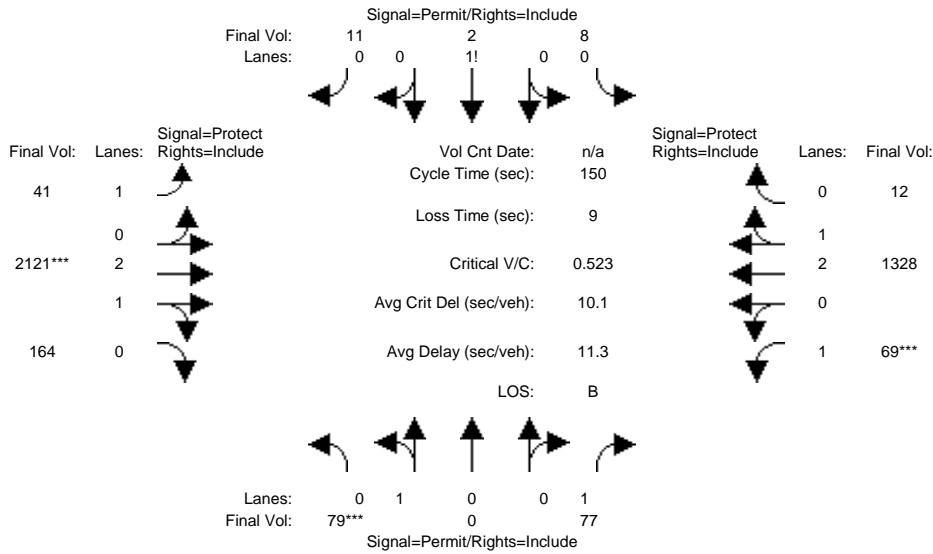 Signal=Permit/Rights=Include
Final Vol: 11 2 8
Lanes: 0 0 1! 0 0
Signal=Protect Signal=Protect
Final Vol: Lanes: Rights=Include Vol Cnt Date: n/a Rights=Include Lanes: Final Vol:
Cycle Time (sec): 150
41 1 0 12
Loss Time (sec): 9
0 1
2121*** 2 Critical V/C: 0.523 2 1328
1 Avg Crit Del (sec/veh): 10.1 0
164 0 Avg Delay (sec/veh): 11.3 1 69***
LOS: B
Lanes: 0 1 0 0 1
Final Vol: 79*** 0 77
Signal=Permit/Rights=Include